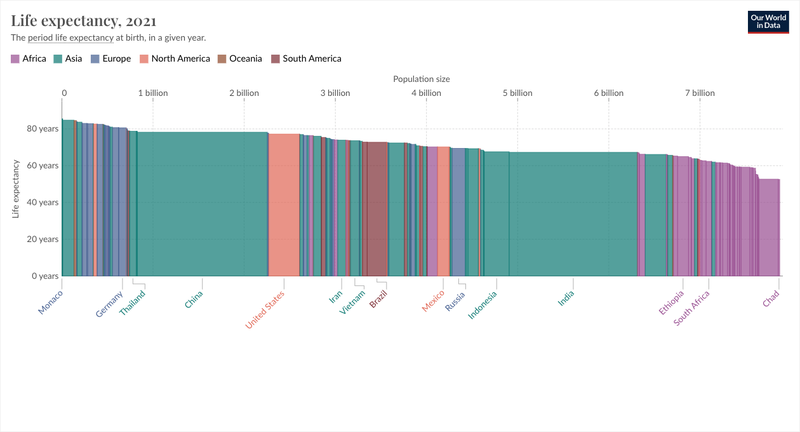 Life expectancy, 2021
The period life expectancy at birth, in a given year.
Our World
in Data
Africa Asia Europe North America Oceania South America
Population size
0 1 billion 2 billion 3 billion 4 billion 5 billion 6 billion 7 billion
80 years
60 years
40 years
20 years
0 years
Life expectancy
Monaco
Germany
Thailand
China
United States
Iran
Vietnam
Brazil
Mexico
Russia
Indonesia
India
Ethiopia
South Africa
Chad